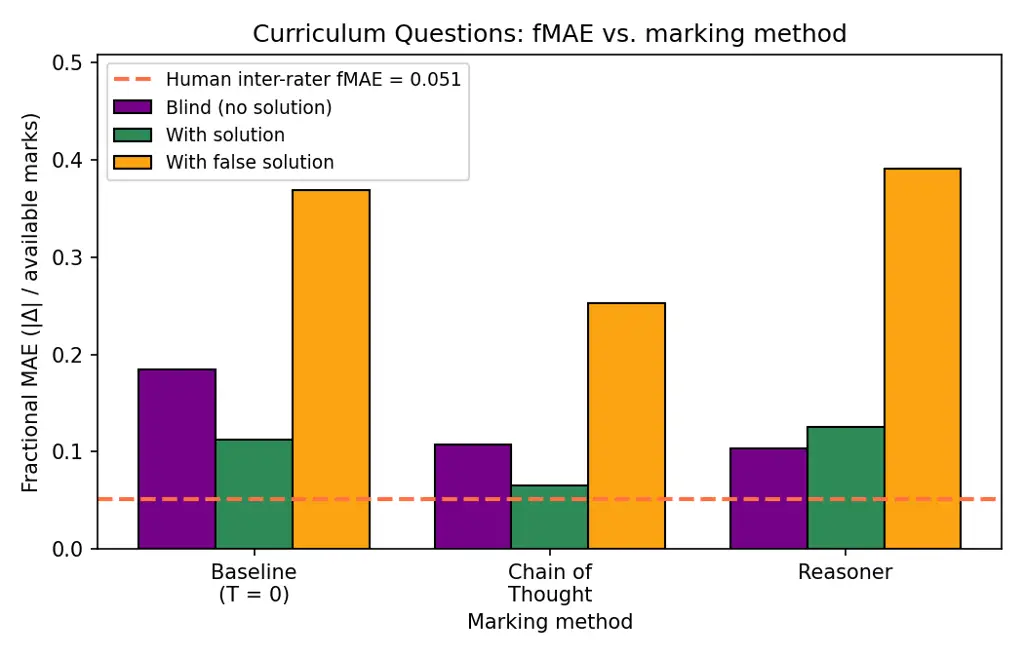 Curriculum Questions: fMAE vs. marking method
Human inter-rater fMAE = 0.051
Blind (no solution)
With solution
With false solution
Fractional MAE (|Δ| / available marks)
0.5
0.4
0.3
0.2
0.1
0.0
Baseline
(T = 0)
Chain of
Thought
Reasoner
Marking method